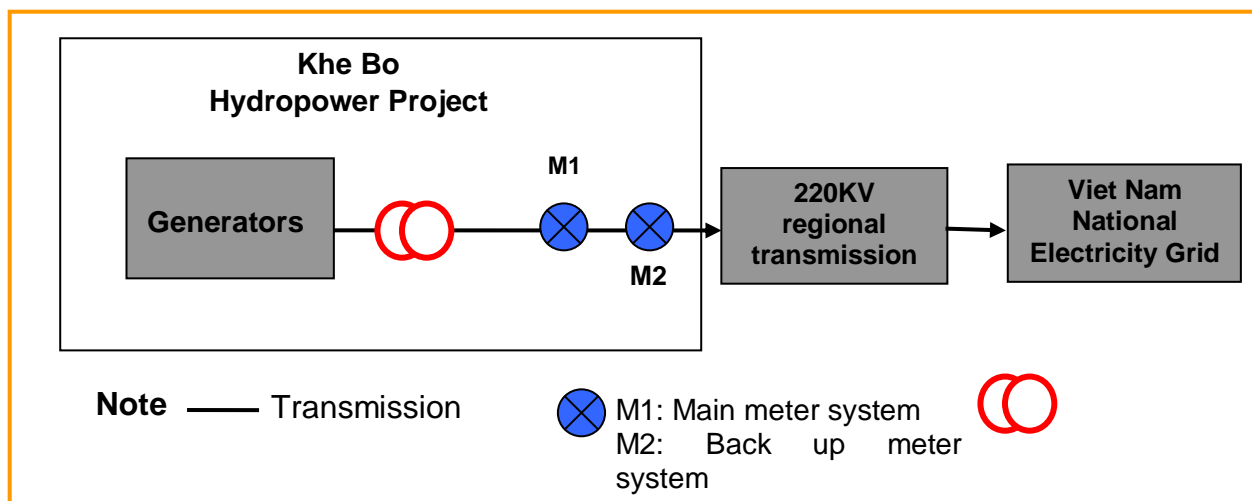 Khe Bo
Hydropower Project
Generators
M1
M2
220KV
regional
transmission
Viet Nam
National
Electricity Grid
Note
Transmission
M1: Main meter system
M2: Back up meter
system